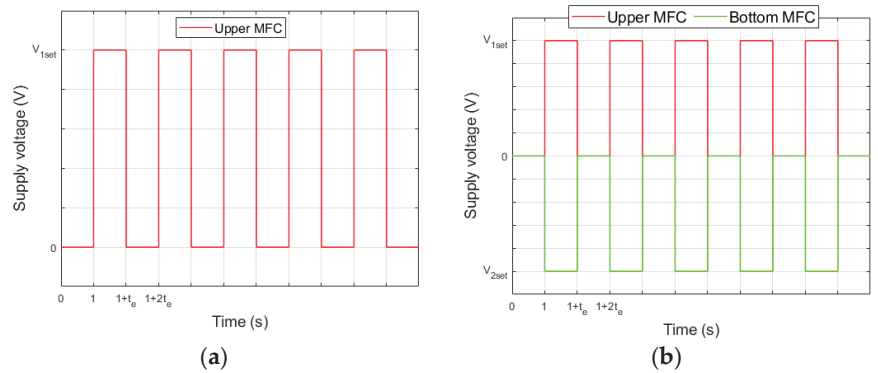 Upper MFC
V1set
0
Supply voltage (V)
0 1 1+te 1+2te
Time (s)
(a)
Upper MFC Bottom MFC
V1set
0
V2set
Supply voltage (V)
0 1 1+te 1+2te
Time (s)
(b)